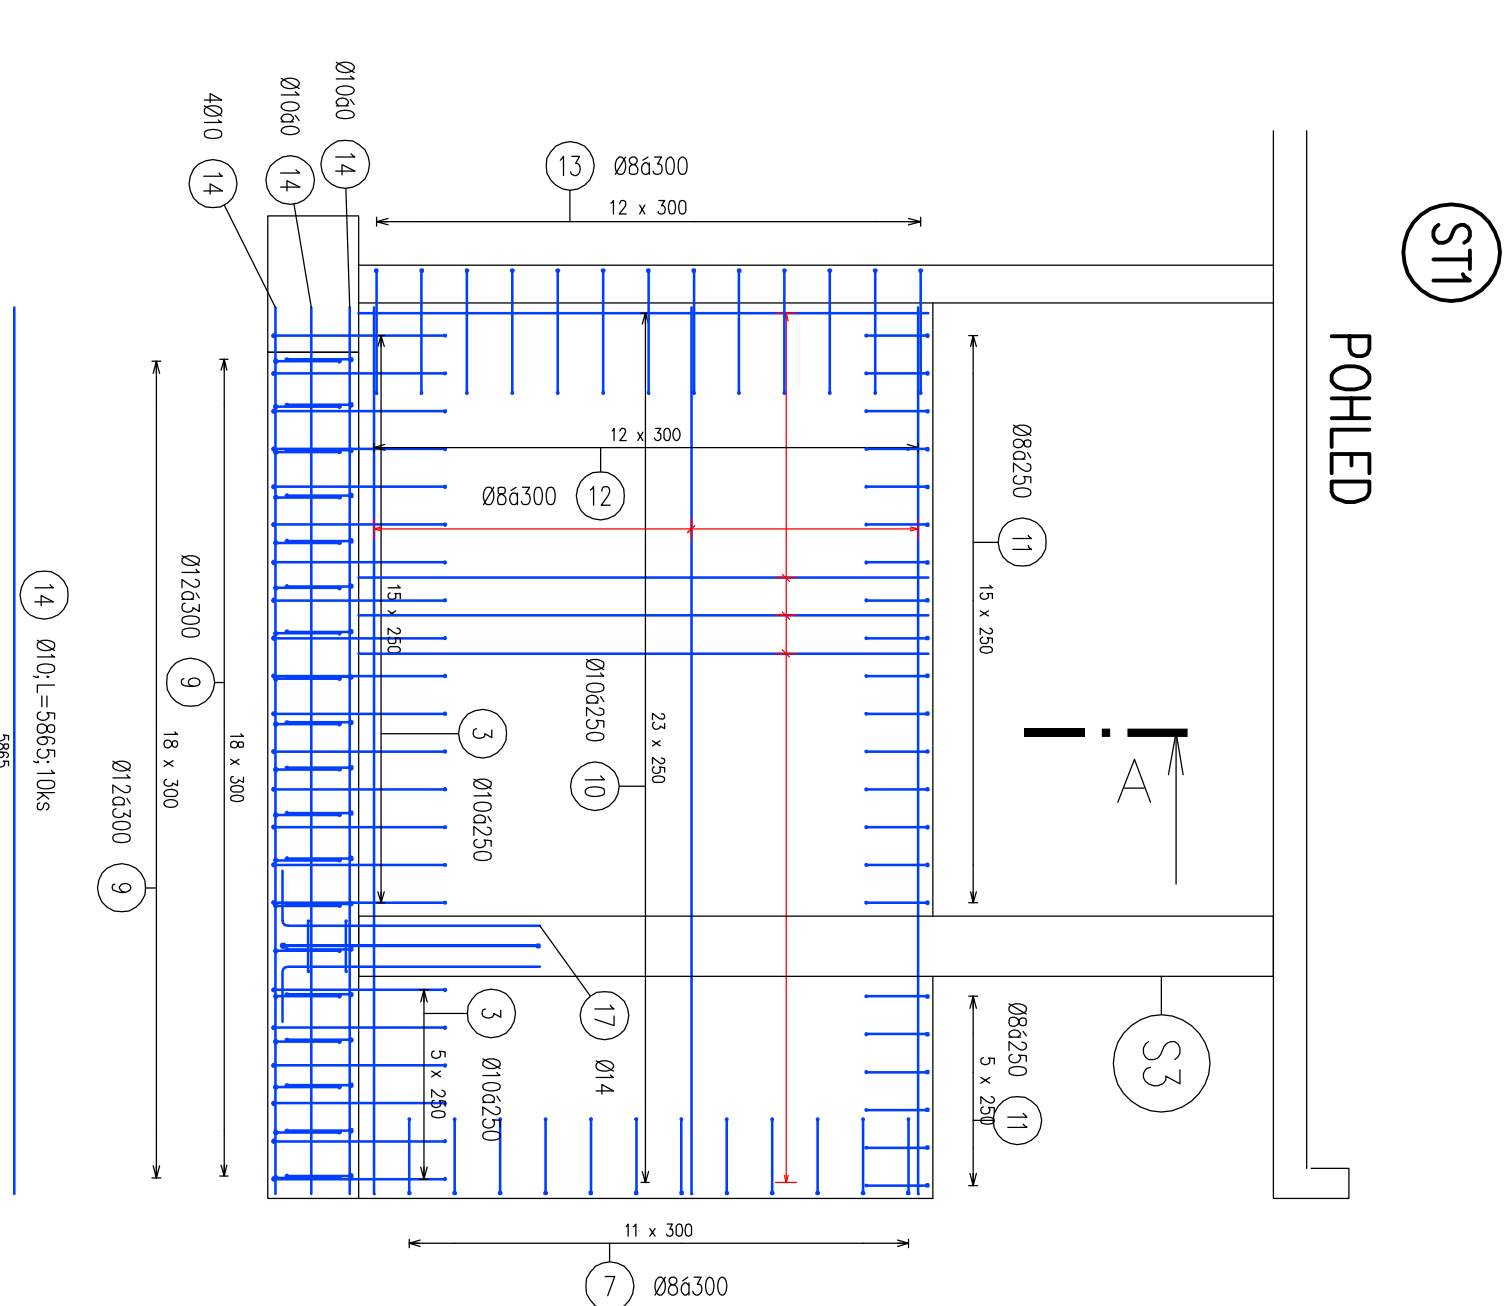 ST1
POHLED
Ø10á0 14
Ø10á0 14
4Ø10 14
13 Ø8á300
12 x 300
12 x 300
Ø8á300 12
Ø8á250 11
15 x 250
15 x 250
3 Ø10á250
Ø10á250 10
23 x 250
A
S3
Ø8á250 11
5 x 250
17 Ø14
3 Ø10á250
5 x 250
Ø12á300 9
18 x 300
Ø12á300 9
18 x 300
14 Ø10;L=5865;10ks
5865
11 x 300
7 Ø8á300